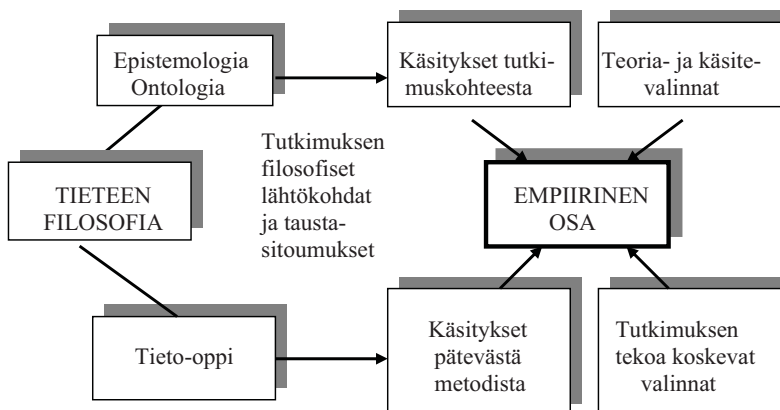 Epistemologia
Ontologia
Käsitykset tutki-
muskohteesta
Teoria- ja käsite-
valinnat
Tutkimuksen
filosofiset
lähtökohdat
ja tausta-
sitoumukset
TIETEEN
FILOSOFIA
EMPIIRINEN
OSA
Tieto-oppi
Käsitykset
pätevästä
metodista
Tutkimuksen
tekoa koskevat
valinnat